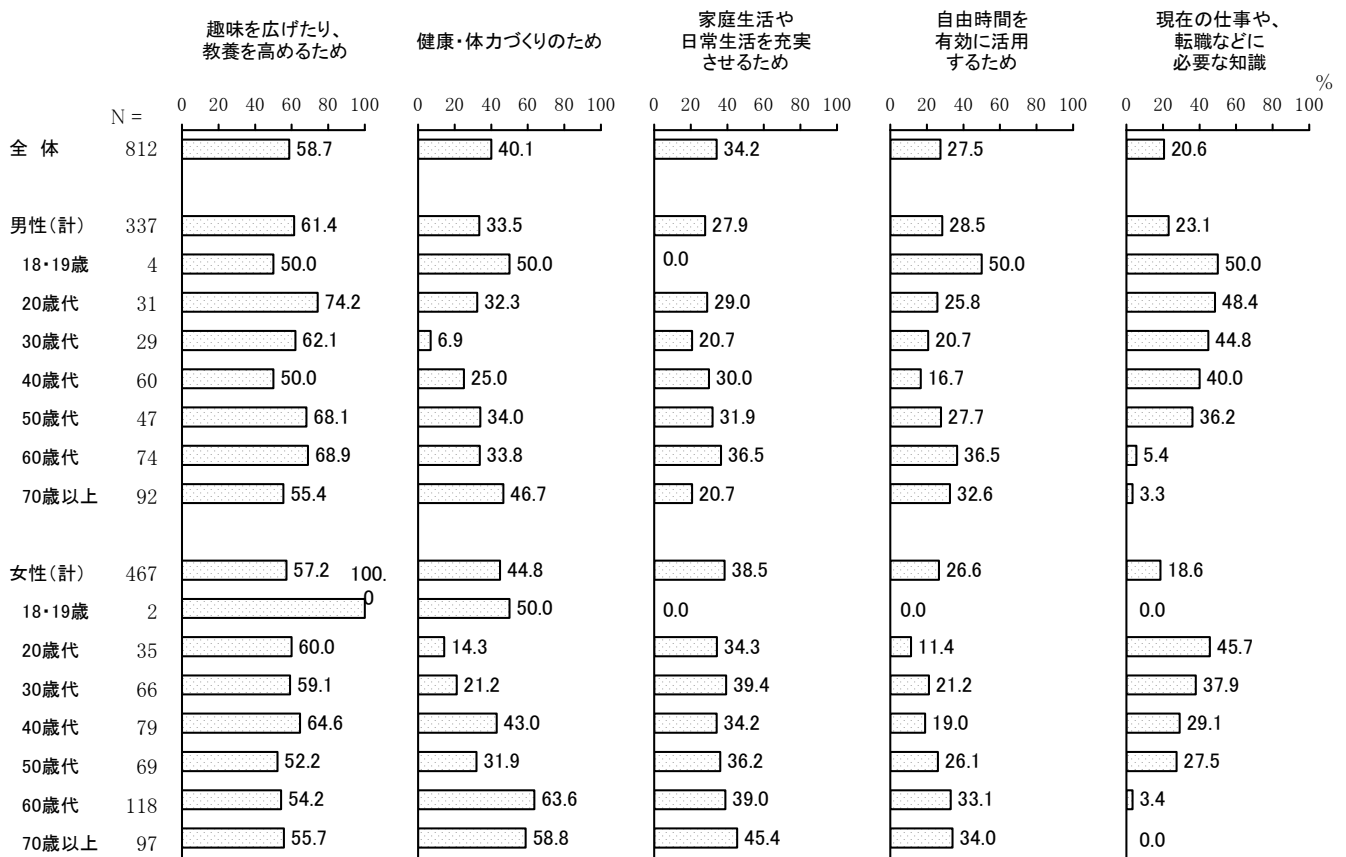 趣味を広げたり、
教養を高めるため
健康・体力づくりのため
家庭生活や
日常生活を充実
させるため
自由時間を
有効に活用
するため
現在の仕事や、
転職などに
必要な知識
%
N =
0 20 40 60 80 100 0 20 40 60 80 100 0 20 40 60 80 100 0 20 40 60 80 100 0 20 40 60 80 100
全 体 812 58.7 40.1 34.2 27.5 20.6
男性(計) 337 61.4 33.5 27.9 28.5 23.1
18・19歳 4 50.0 50.0 0.0 50.0 50.0
20歳代 31 74.2 32.3 29.0 25.8 48.4
30歳代 29 62.1 6.9 20.7 20.7 44.8
40歳代 60 50.0 25.0 30.0 16.7 40.0
50歳代 47 68.1 34.0 31.9 27.7 36.2
60歳代 74 68.9 33.8 36.5 36.5 5.4
70歳以上 92 55.4 46.7 20.7 32.6 3.3
女性(計) 467 57.2 44.8 38.5 26.6 18.6
18・19歳 2 100.0 50.0 0.0 0.0 0.0
20歳代 35 60.0 14.3 34.3 11.4 45.7
30歳代 66 59.1 21.2 39.4 21.2 37.9
40歳代 79 64.6 43.0 34.2 19.0 29.1
50歳代 69 52.2 31.9 36.2 26.1 27.5
60歳代 118 54.2 63.6 39.0 33.1 3.4
70歳以上 97 55.7 58.8 45.4 34.0 0.0